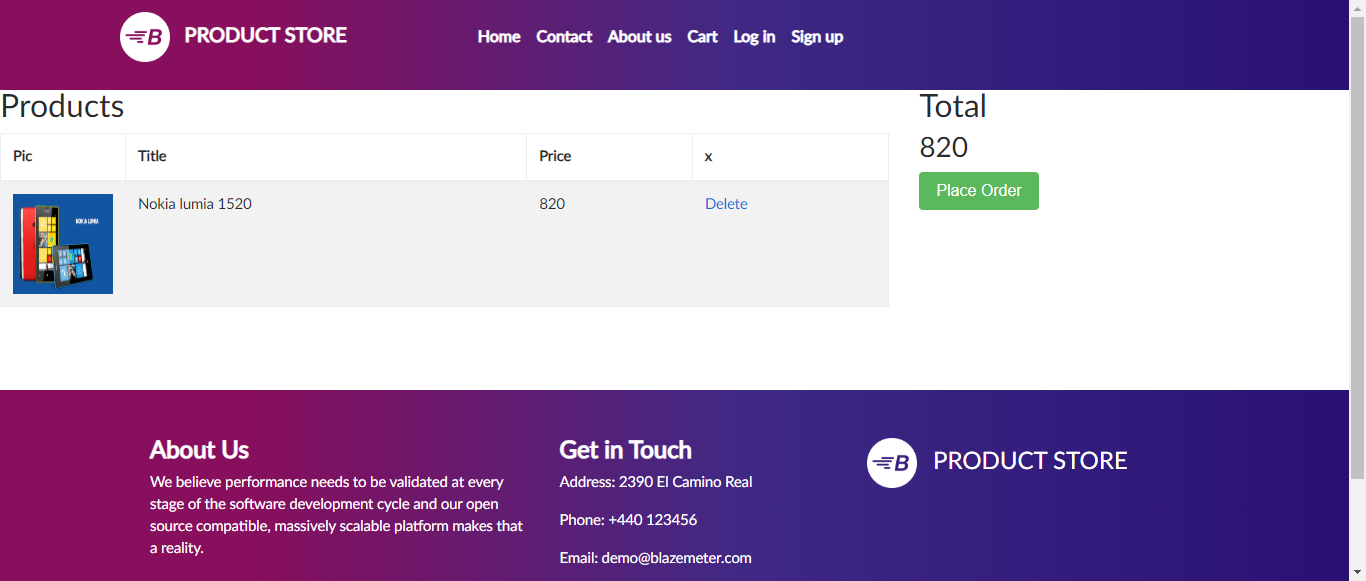 B PRODUCT STORE Home Contact About us Cart Log in Sign up
Products
Total
820
Place Order
Pic Title Price x
NOKIA LUMIA
Nokia lumia 1520 820 Delete
About Us
We believe performance needs to be validated at every
stage of the software development cycle and our open
source compatible, massively scalable platform makes that
a reality.
Get in Touch
Address: 2390 El Camino Real
Phone: +440 123456
Email: demo@blazemeter.com
B PRODUCT STORE